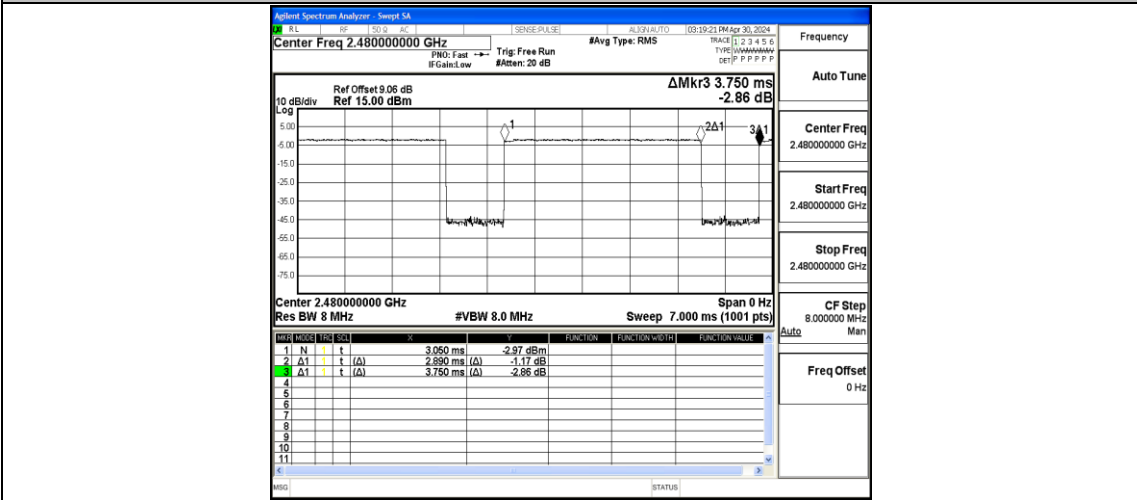 Agilent Spectrum Analyzer - Swept SA
RL RF 50 Ω AC SENSE:PULSE ALIGN AUTO 03:19:21 PM Apr 30, 2024
Center Freq 2.480000000 GHz #Avg Type: RMS TRACE 1 2 3 4 5 6
PNO: Fast Trig: Free Run TYPE WWWWWW
IFGain:Low #Atten: 20 dB DET P P P P P P
ΔMkr3 3.750 ms
Ref Offset 9.06 dB
10 dB/div Ref 15.00 dBm -2.86 dB
Log
5.00
1
2Δ1
3Δ1
-5.00
-15.0
-25.0
-35.0
-45.0
-55.0
-65.0
-75.0
Center 2.480000000 GHz Span 0 Hz
Res BW 8 MHz #VBW 8.0 MHz Sweep 7.000 ms (1001 pts)
MKR MODE TRC SCL X Y FUNCTION FUNCTION WIDTH FUNCTION VALUE
1 N 1 t 3.050 ms -2.97 dBm
2 Δ1 1 t (Δ) 2.890 ms (Δ) -1.17 dB
3 Δ1 1 t (Δ) 3.750 ms (Δ) -2.86 dB
4
5
6
7
8
9
10
11
MSG STATUS
Frequency
Auto Tune
Center Freq
2.480000000 GHz
Start Freq
2.480000000 GHz
Stop Freq
2.480000000 GHz
CF Step
8.000000 MHz
Auto Man
Freq Offset
0 Hz